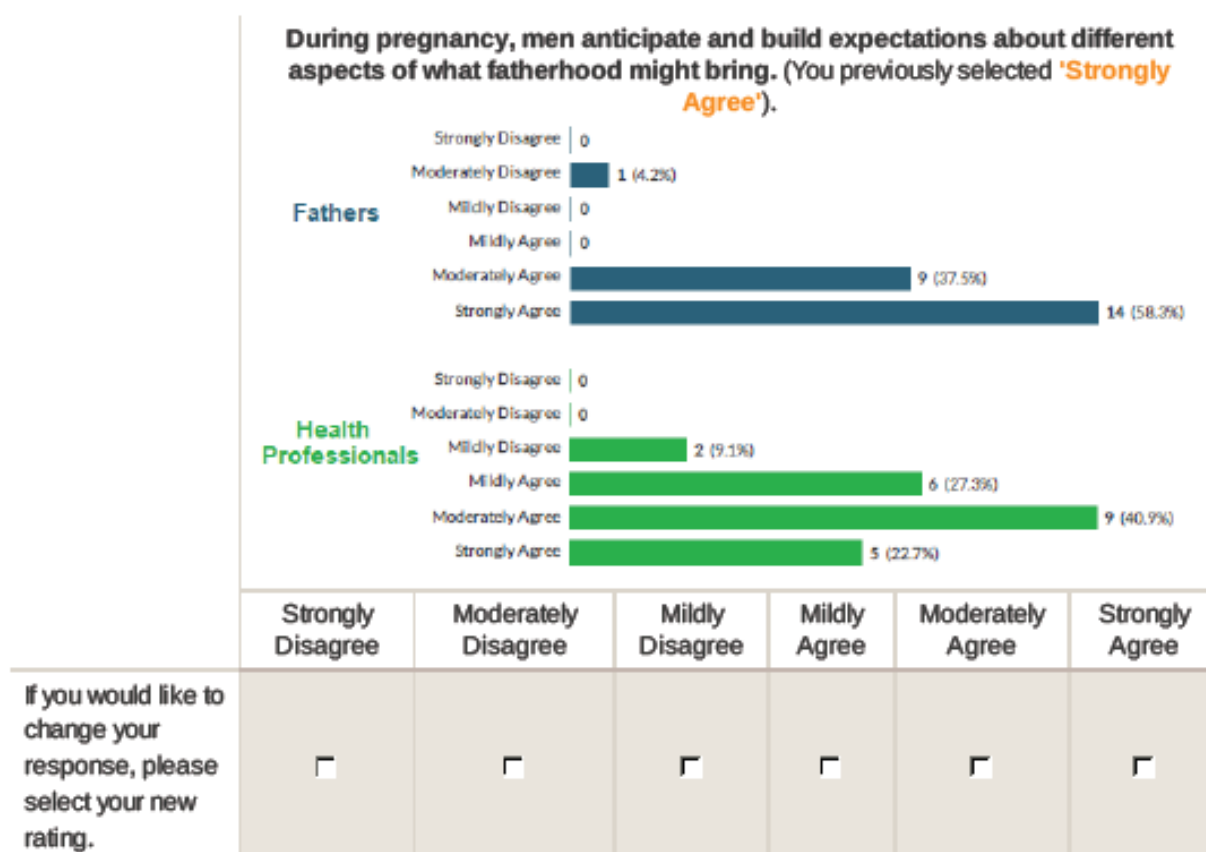 During pregnancy, men anticipate and build expectations about different
aspects of what fatherhood might bring. (You previously selected 'Strongly
Agree').
Fathers
Strongly Disagree 0
Moderately Disagree 1 (4.2%)
Mildly Disagree 0
Mildly Agree 0
Moderately Agree 9 (37.5%)
Strongly Agree 14 (58.3%)
Health
Professionals
Strongly Disagree 0
Moderately Disagree 0
Mildly Disagree 2 (9.1%)
Mildly Agree 6 (27.3%)
Moderately Agree 9 (40.9%)
Strongly Agree 5 (22.7%)
Strongly Moderately Mildly Mildly Moderately Strongly
Disagree Disagree Disagree Agree Agree Agree
If you would like to
change your
response, please
select your new
rating.